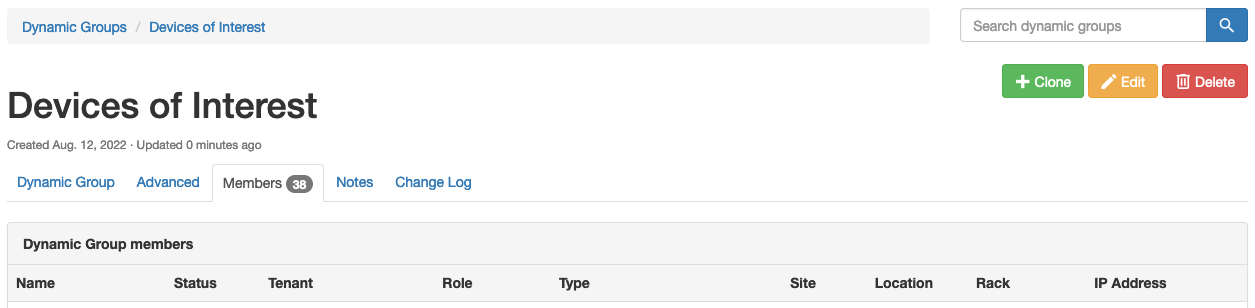 Dynamic Groups / Devices of Interest
Search dynamic groups
Clone
Edit
Delete
Devices of Interest
Created Aug. 12, 2022 · Updated 0 minutes ago
Dynamic Group Advanced Members 38 Notes Change Log
Dynamic Group members
Name Status Tenant Role Type Site Location Rack IP Address